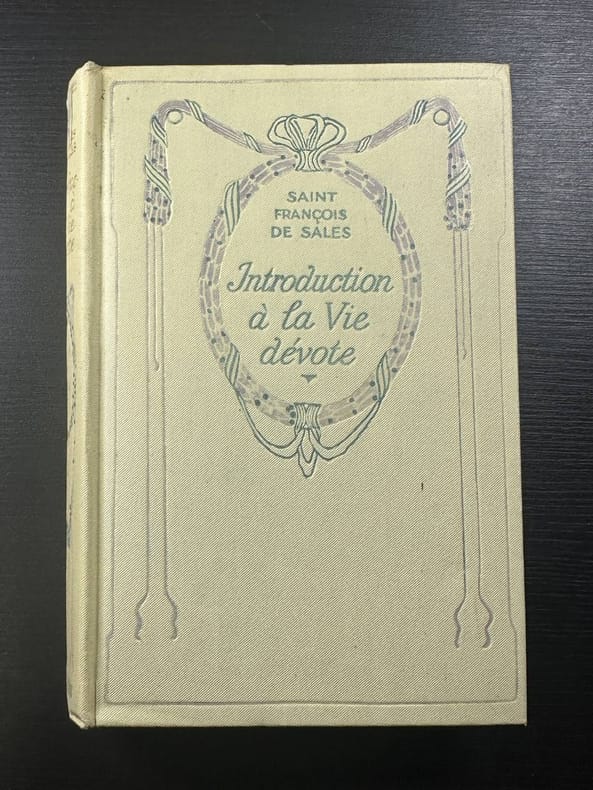 SAINT
FRANÇOIS
DE SALES
Introduction
à la Vie
dévote